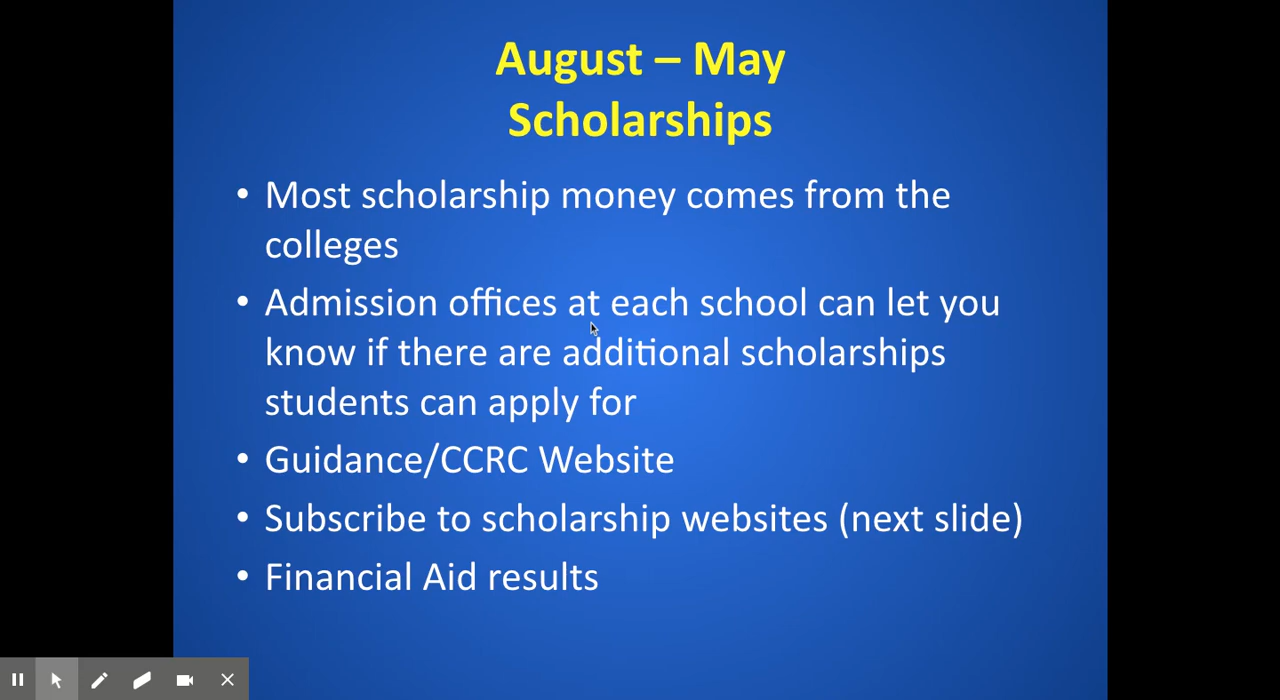 August – May
Scholarships
• Most scholarship money comes from the
colleges
• Admission offices at each school can let you
know if there are additional scholarships
students can apply for
• Guidance/CCRC Website
• Subscribe to scholarship websites (next slide)
• Financial Aid results